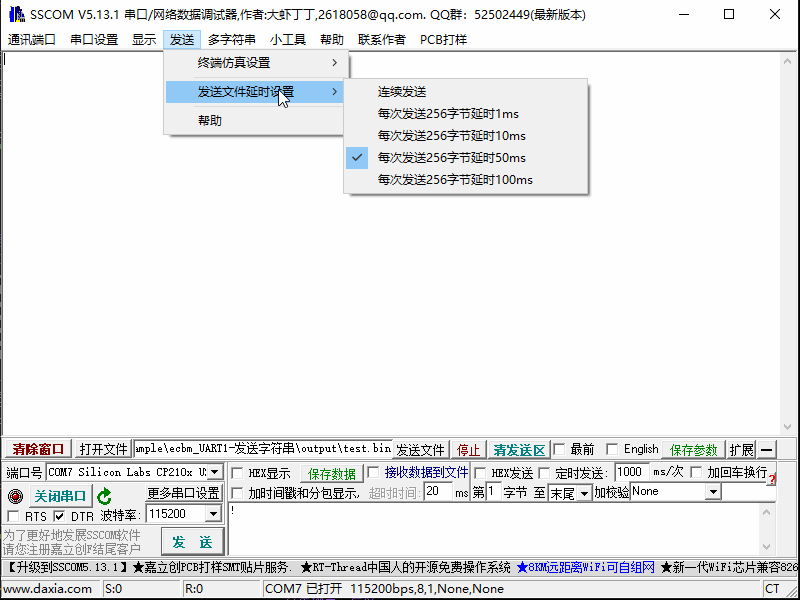 SSCOM V5.13.1 串口/网络数据调试器,作者:大虾丁丁,2618058@qq.com. QQ群：52502449(最新版本)
通讯端口 串口设置 显示 发送 多字符串 小工具 帮助 联系作者 PCB打样
终端仿真设置
发送文件延时设置
帮助
连续发送
每次发送256字节延时1ms
每次发送256字节延时10ms
每次发送256字节延时50ms
每次发送256字节延时100ms
清除窗口 打开文件 ample\ecbm_UART1-发送字符串\output\test.bin 发送文件 停止 清发送区 最前 English 保存参数 扩展 —
端口号 COM7 Silicon Labs CP210x U HEX显示 保存数据 接收数据到文件 HEX发送 定时发送: 1000 ms/次 加回车换行
关闭串口 更多串口设置 加时间戳和分包显示, 超时时间: 20 ms 第1 字节 至 末尾 加校验 None
RTS DTR 波特率: 115200 !
为了更好地发展SSCOM软件
请您注册嘉立创F结尾客户
发 送
【升级到SSCOM5.13.1】★嘉立创PCB打样SMT贴片服务. ★RT-Thread中国人的开源免费操作系统 ★8KM远距离WiFi可自组网 ★新一代WiFi芯片兼容826
www.daxia.com S:0 R:0 COM7 已打开 115200bps,8,1,None,None CT